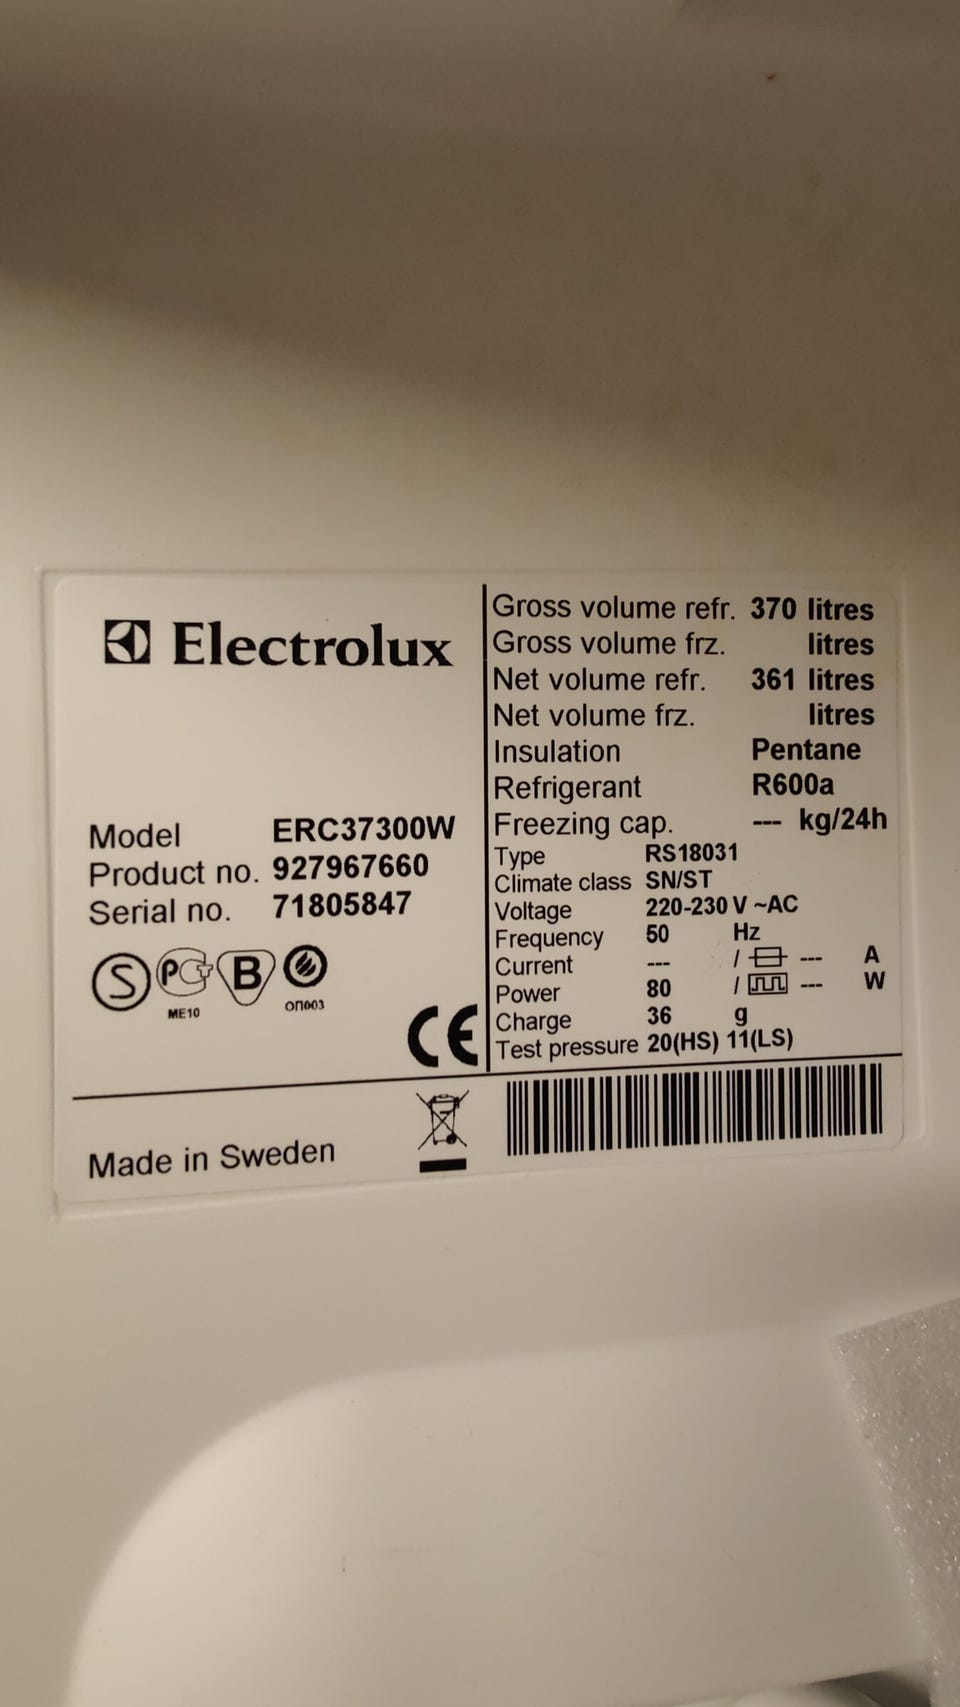 Electrolux
Model ERC37300W
Product no. 927967660
Serial no. 71805847
S PCT B
ME10 ОП003
CE
Gross volume refr. 370 litres
Gross volume frz. litres
Net volume refr. 361 litres
Net volume frz. litres
Insulation Pentane
Refrigerant R600a
Freezing cap. --- kg/24h
Type RS18031
Climate class SN/ST
Voltage 220-230 V ~AC
Frequency 50 Hz
Current --- / --- A
Power 80 / --- W
Charge 36 g
Test pressure 20(HS) 11(LS)
Made in Sweden